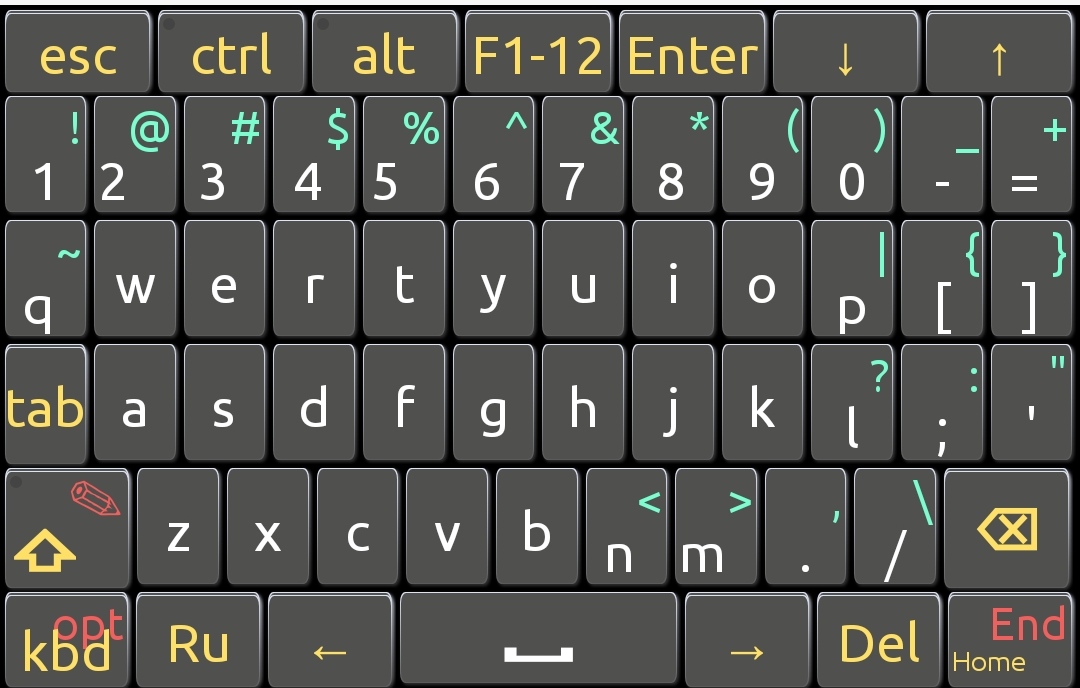 esc ctrl alt F1-12 Enter ↓ ↑
! @ # $ % ^ & * ( ) _ +
1 2 3 4 5 6 7 8 9 0 - =
~ | { }
q w e r t y u i o p [ ]
? : "
tab a s d f g h j k l ; '
< > , \
z x c v b n m . /
opt End
kbd Ru ← → Del Home